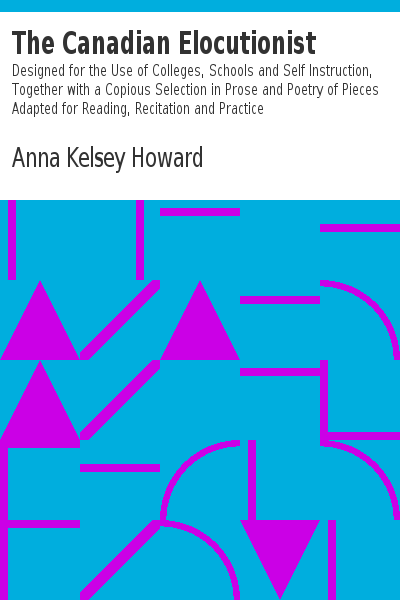 The Canadian Elocutionist
Designed for the Use of Colleges, Schools and Self Instruction,
Together with a Copious Selection in Prose and Poetry of Pieces
Adapted for Reading, Recitation and Practice
Anna Kelsey Howard